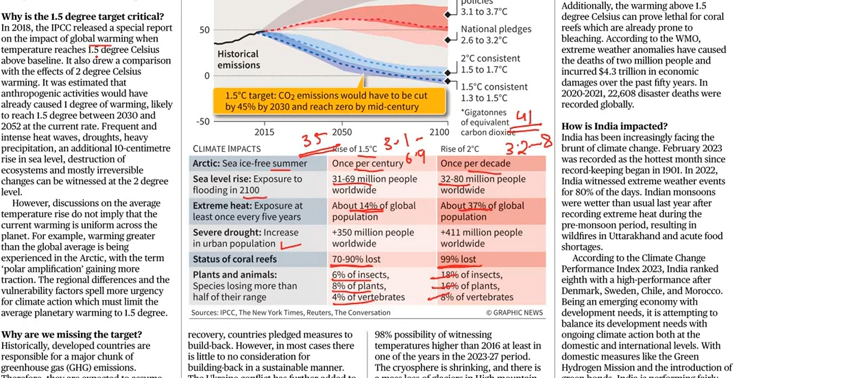 Why is the 1.5 degree target critical?
In 2018, the IPCC released a special report
on the impact of global warming when
temperature reaches 1.5 degree Celsius
above baseline. It also drew a comparison
with the effects of 2 degree Celsius
warming. It was estimated that
anthropogenic activities would have
already caused 1 degree of warming, likely
to reach 1.5 degree between 2030 and
2052 at the current rate. Frequent and
intense heat waves, droughts, heavy
precipitation, an additional 10-centimetre
rise in sea level, destruction of
ecosystems and mostly irreversible
changes can be witnessed at the 2 degree
level.
However, discussions on the average
temperature rise do not imply that the
current warming is uniform across the
planet. For example, warming greater
than the global average is being
experienced in the Arctic, with the term
‘polar amplification’ gaining more
traction. The regional differences and the
vulnerability factors spell more urgency
for climate action which must limit the
average planetary warming to 1.5 degree.
Why are we missing the target?
Historically, developed countries are
responsible for a major chunk of
greenhouse gas (GHG) emissions.
policies
3.1 to 3.7°C
National pledges
2.6 to 3.2°C
2°C consistent
1.5 to 1.7°C
1.5°C consistent
1.3 to 1.5°C
50
Historical
emissions
0
1.5°C target: CO2 emissions would have to be cut
by 45% by 2030 and reach zero by mid-century
-50
2015
2050
2100
*Gigatonnes
of equivalent
carbon dioxide
41
35
3.1-
6.9
3.2-8
CLIMATE IMPACTS
Rise of 1.5°C
Rise of 2°C
Arctic: Sea ice-free summer
Once per century
Once per decade
Sea level rise: Exposure to
flooding in 2100
31-69 million people
worldwide
32-80 million people
worldwide
Extreme heat: Exposure at
least once every five years
About 14% of global
population
About 37% of global
population
Severe drought: Increase
in urban population
+350 million people
worldwide
+411 million people
worldwide
Status of coral reefs
70-90% lost
99% lost
Plants and animals:
Species losing more than
half of their range
6% of insects,
8% of plants,
4% of vertebrates
18% of insects,
16% of plants,
8% of vertebrates
Sources: IPCC, The New York Times, Reuters, The Conversation
© GRAPHIC NEWS
recovery, countries pledged measures to
build-back. However, in most cases there
is little to no consideration for
building-back in a sustainable manner.
98% possibility of witnessing
temperatures higher than 2016 at least in
one of the years in the 2023-27 period.
The cryosphere is shrinking, and there is
Additionally, the warming above 1.5
degree Celsius can prove lethal for coral
reefs which are already prone to
bleaching. According to the WMO,
extreme weather anomalies have caused
the deaths of two million people and
incurred $4.3 trillion in economic
damages over the past fifty years. In
2020-2021, 22,608 disaster deaths were
recorded globally.
How is India impacted?
India has been increasingly facing the
brunt of climate change. February 2023
was recorded as the hottest month since
record-keeping began in 1901. In 2022,
India witnessed extreme weather events
for 80% of the days. Indian monsoons
were wetter than usual last year after
recording extreme heat during the
pre-monsoon period, resulting in
wildfires in Uttarakhand and acute food
shortages.
According to the Climate Change
Performance Index 2023, India ranked
eighth with a high-performance after
Denmark, Sweden, Chile, and Morocco.
Being an emerging economy with
development needs, it is attempting to
balance its development needs with
ongoing climate action both at the
domestic and international levels. With
domestic measures like the Green
Hydrogen Mission and the introduction of